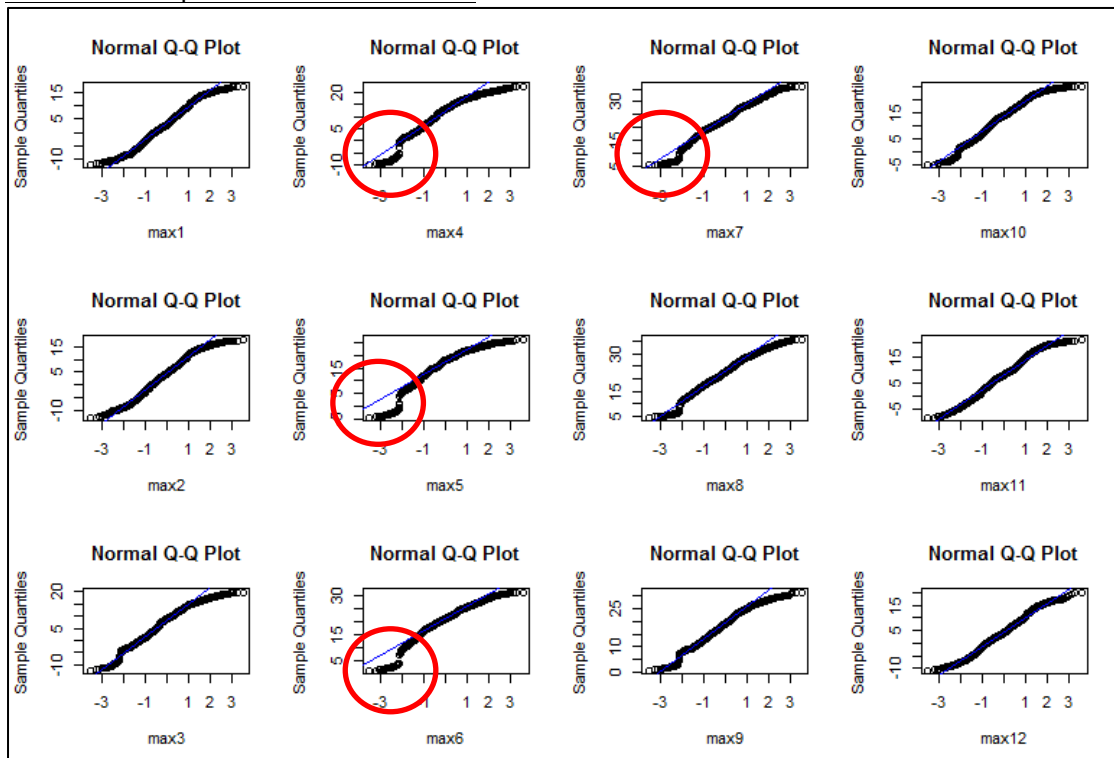 Normal Q-Q Plot
Sample Quantiles
-10 5 15
-3 -1 1 2 3
max1
Normal Q-Q Plot
Sample Quantiles
-10 5 20
-3 -1 1 2 3
max4
Normal Q-Q Plot
Sample Quantiles
5 15 30
-3 -1 1 2 3
max7
Normal Q-Q Plot
Sample Quantiles
-5 5 15
-3 -1 1 2 3
max10
Normal Q-Q Plot
Sample Quantiles
-10 5 15
-3 -1 1 2 3
max2
Normal Q-Q Plot
Sample Quantiles
5 15
-3 -1 1 2 3
max5
Normal Q-Q Plot
Sample Quantiles
5 15 30
-3 -1 1 2 3
max8
Normal Q-Q Plot
Sample Quantiles
-5 5 15
-3 -1 1 2 3
max11
Normal Q-Q Plot
Sample Quantiles
-10 5 20
-3 -1 1 2 3
max3
Normal Q-Q Plot
Sample Quantiles
5 15 30
-3 -1 1 2 3
max6
Normal Q-Q Plot
Sample Quantiles
0 10 25
-3 -1 1 2 3
max9
Normal Q-Q Plot
Sample Quantiles
-10 5 15
-3 -1 1 2 3
max12